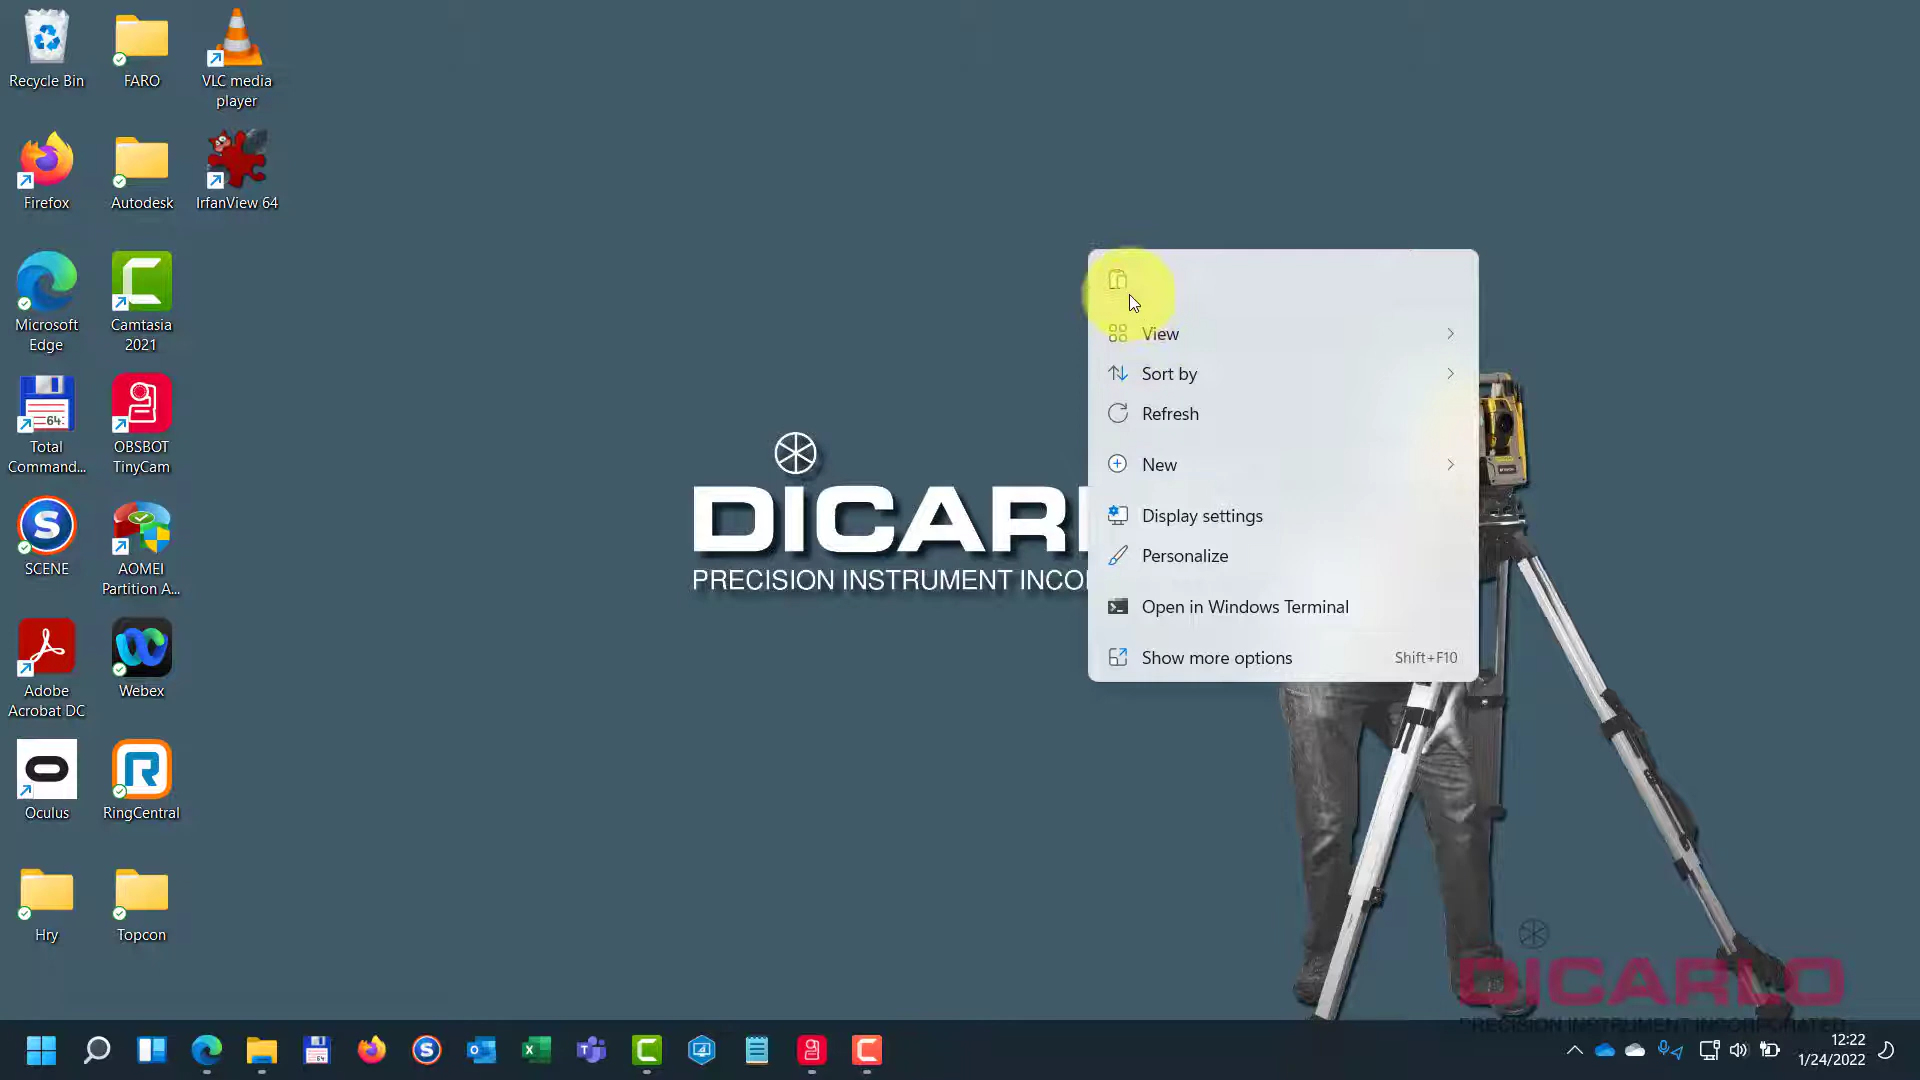 Recycle Bin
FARO
VLC media
player
Firefox
Autodesk
IrfanView 64
Microsoft
Edge
Camtasia
2021
64
Total
Command...
OBSBOT
TinyCam
S
SCENE
AOMEI
Partition A...
Adobe
Acrobat DC
Webex
Oculus
R
RingCentral
Hry
Topcon
DICARL
PRECISION INSTRUMENT INCO
View
Sort by
Refresh
New
Display settings
Personalize
Open in Windows Terminal
Show more options Shift+F10
DICARLO
PRECISION INSTRUMENT INCORPORATED
12:22
1/24/2022